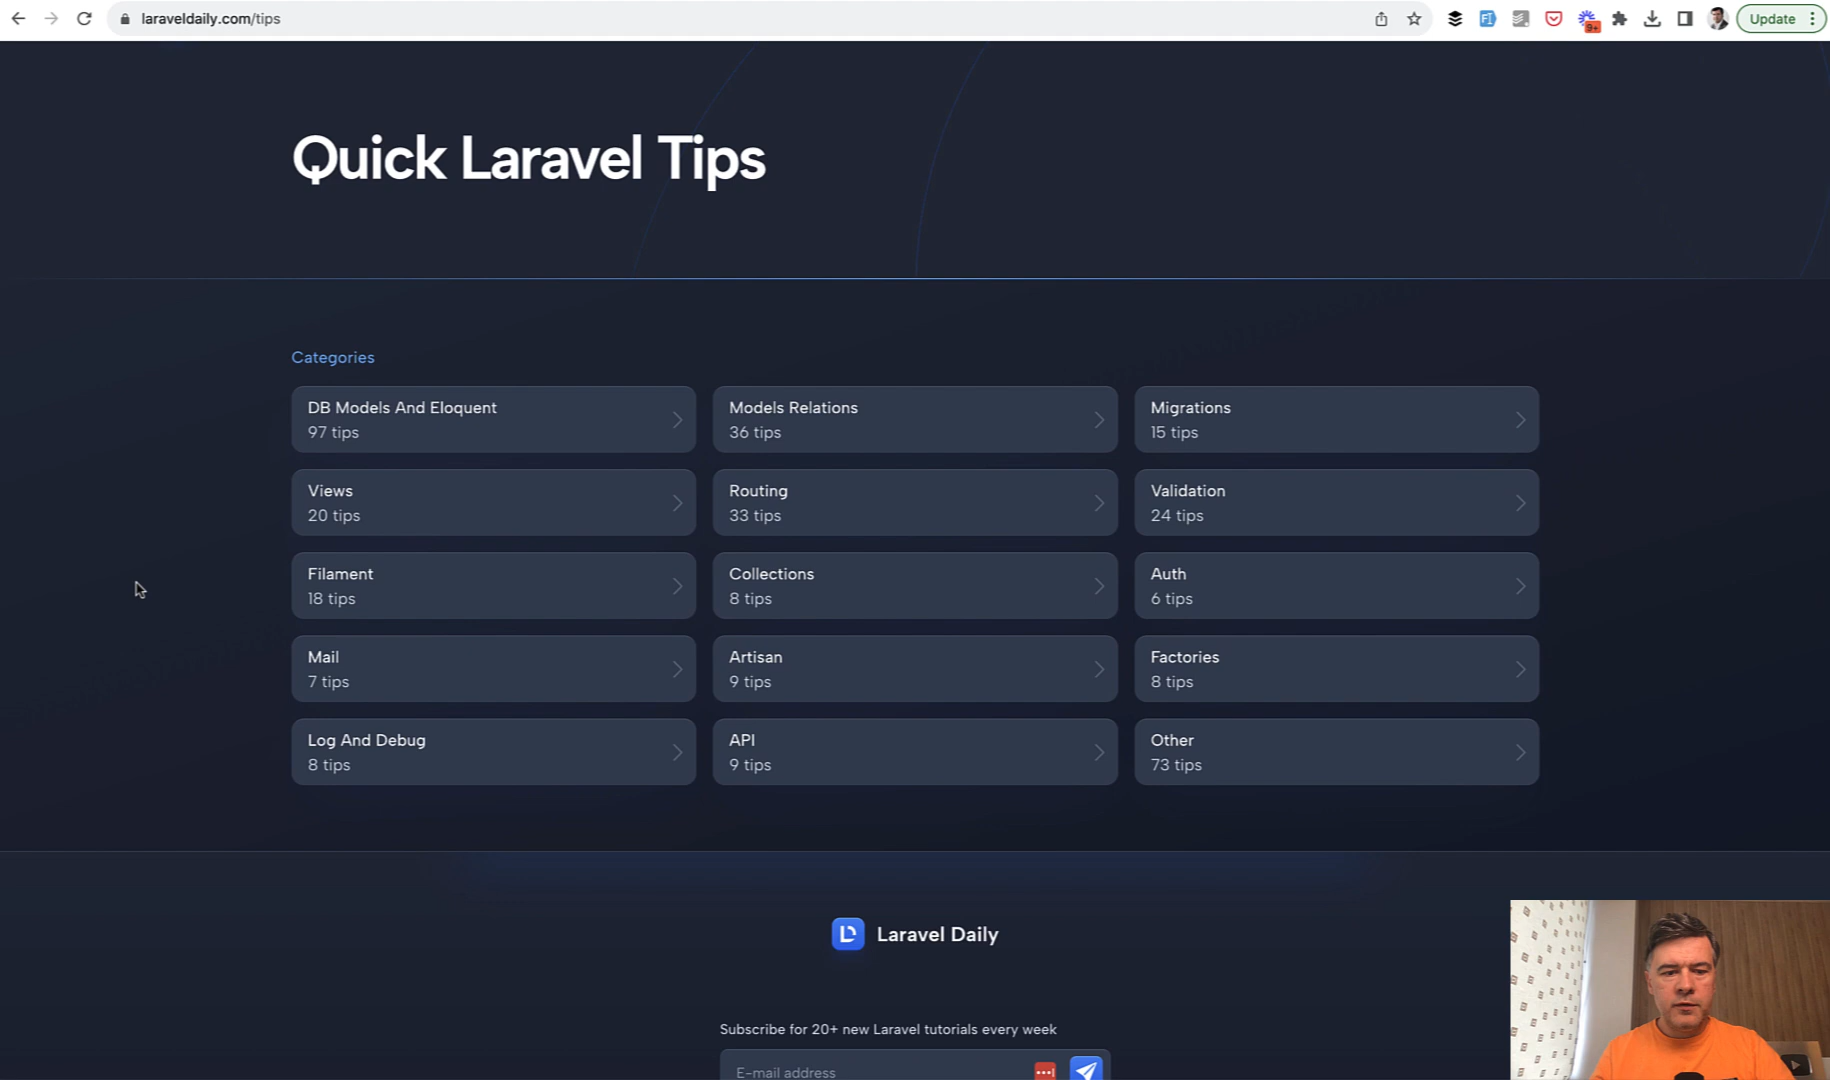 laraveldaily.com/tips
9+
Update
Quick Laravel Tips
Categories
DB Models And Eloquent
97 tips
Models Relations
36 tips
Migrations
15 tips
Views
20 tips
Routing
33 tips
Validation
24 tips
Filament
18 tips
Collections
8 tips
Auth
6 tips
Mail
7 tips
Artisan
9 tips
Factories
8 tips
Log And Debug
8 tips
API
9 tips
Other
73 tips
Laravel Daily
Subscribe for 20+ new Laravel tutorials every week
E-mail address